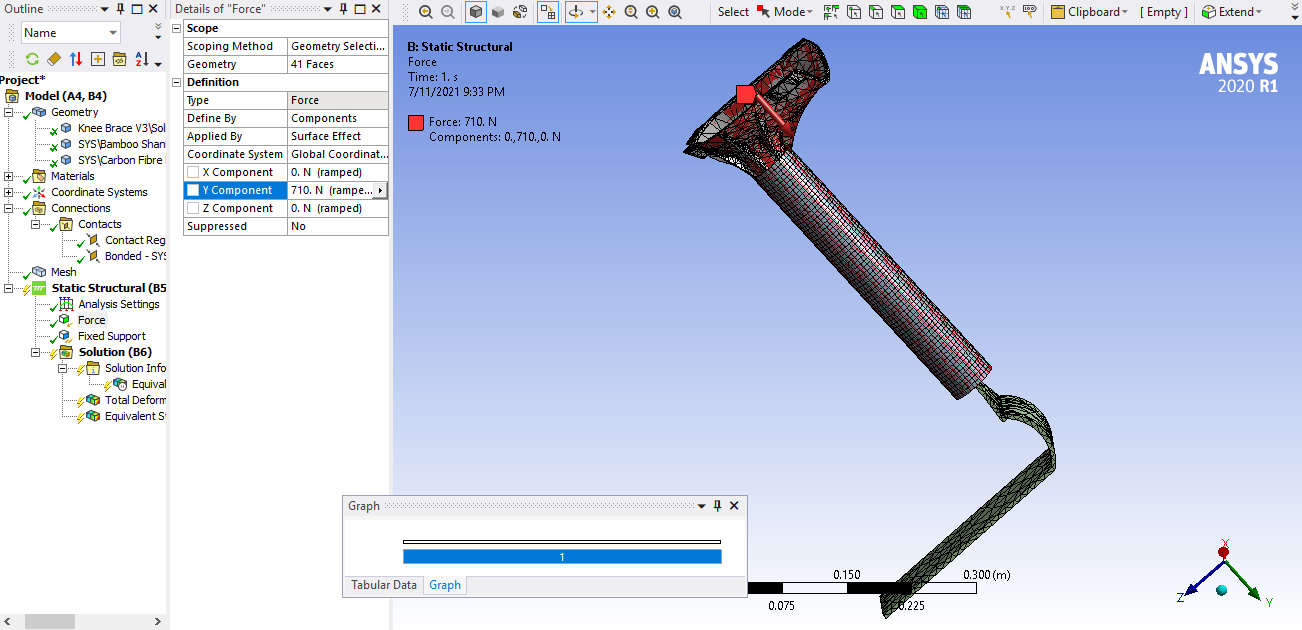 Outline
Name
Project*
Model (A4, B4)
Geometry
Knee Brace V3\Sol
SYS\Bamboo Shan
SYS\Carbon Fibre
Materials
Coordinate Systems
Connections
Contacts
Contact Reg
Bonded - SYS
Mesh
Static Structural (B5
Analysis Settings
Force
Fixed Support
Solution (B6)
Solution Info
Equival
Total Deform
Equivalent S
Details of "Force"
Scope
Scoping Method Geometry Selecti...
Geometry 41 Faces
Definition
Type Force
Define By Components
Applied By Surface Effect
Coordinate System Global Coordinat...
X Component 0. N (ramped)
Y Component 710. N (rampe...
Z Component 0. N (ramped)
Suppressed No
Select Mode Clipboard [ Empty ] Extend
B: Static Structural
Force
Time: 1. s
7/11/2021 9:33 PM
Force: 710. N
Components: 0.,710.,0. N
ANSYS
2020 R1
Graph
1
Tabular Data Graph
0.150 0.300 (m)
0.075 0.225
X
Y
Z